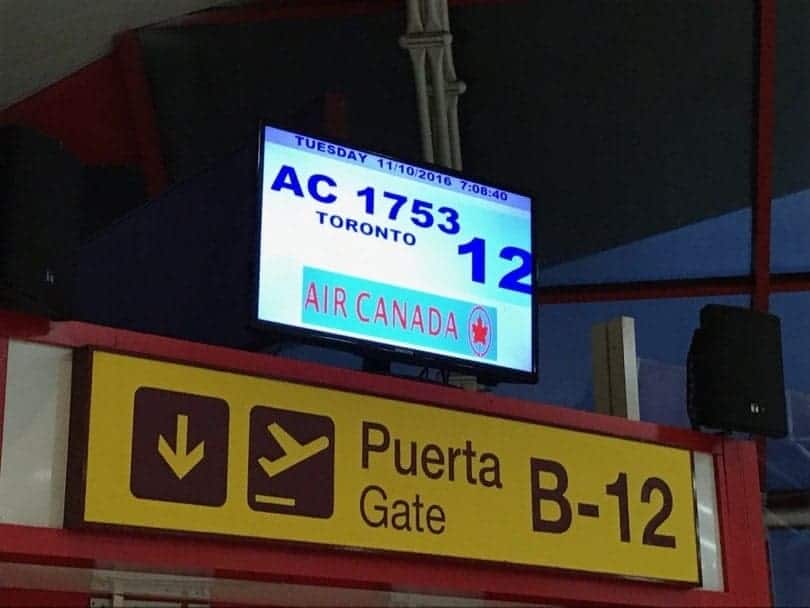 TUESDAY 11/10/2016 7:08:40
AC 1753
TORONTO
12
AIR CANADA
Puerta
Gate
B-12